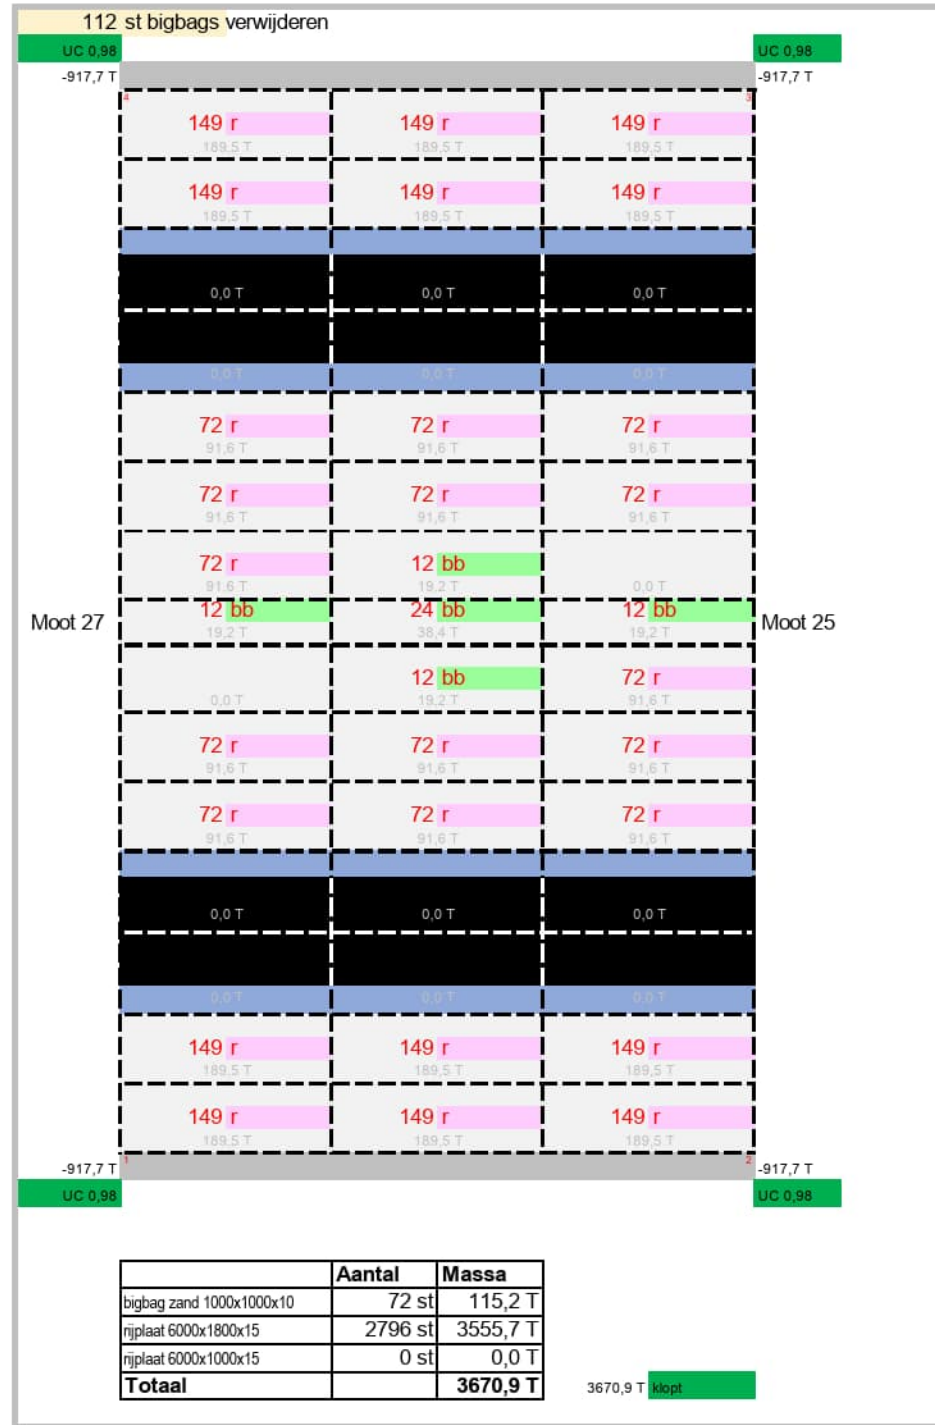 112 st bigbags verwijderen
UC 0,98 UC 0,98
-917,7 T -917,7 T
4 3
149 r 149 r 149 r
189,5 T 189,5 T 189,5 T
149 r 149 r 149 r
189,5 T 189,5 T 189,5 T
0,0 T 0,0 T 0,0 T
0,0 T 0,0 T 0,0 T
72 r 72 r 72 r
91,6 T 91,6 T 91,6 T
72 r 72 r 72 r
91,6 T 91,6 T 91,6 T
72 r 12 bb
91,6 T 19,2 T 0,0 T
Moot 27 12 bb 24 bb 12 bb Moot 25
19,2 T 38,4 T 19,2 T
12 bb 72 r
0,0 T 19,2 T 91,6 T
72 r 72 r 72 r
91,6 T 91,6 T 91,6 T
72 r 72 r 72 r
91,6 T 91,6 T 91,6 T
0,0 T 0,0 T 0,0 T
0,0 T 0,0 T 0,0 T
149 r 149 r 149 r
189,5 T 189,5 T 189,5 T
149 r 149 r 149 r
189,5 T 189,5 T 189,5 T
1 2
-917,7 T -917,7 T
UC 0,98 UC 0,98
Aantal Massa
bigbag zand 1000x1000x10 72 st 115,2 T
rijplaat 6000x1800x15 2796 st 3555,7 T
rijplaat 6000x1000x15 0 st 0,0 T
Totaal 3670,9 T 3670,9 T klopt